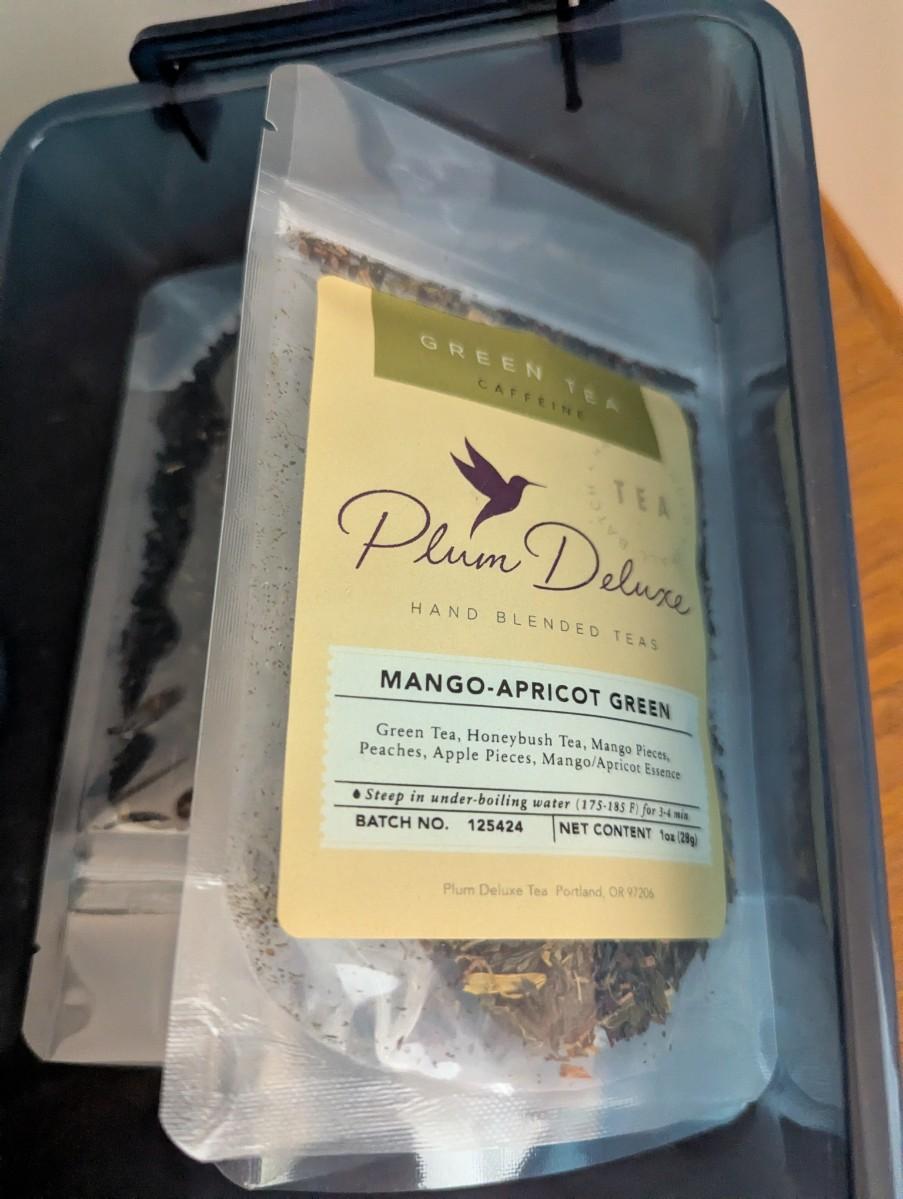 GREEN TEA
CAFFEINE
TEA
Plum Deluxe
HAND BLENDED TEAS
MANGO-APRICOT GREEN
Green Tea, Honeybush Tea, Mango Pieces,
Peaches, Apple Pieces, Mango/Apricot Essence
Steep in under-boiling water (175-185 F) for 3-4 min
BATCH NO. 125424
NET CONTENT 1oz (28g)
Plum Deluxe Tea Portland, OR 97206